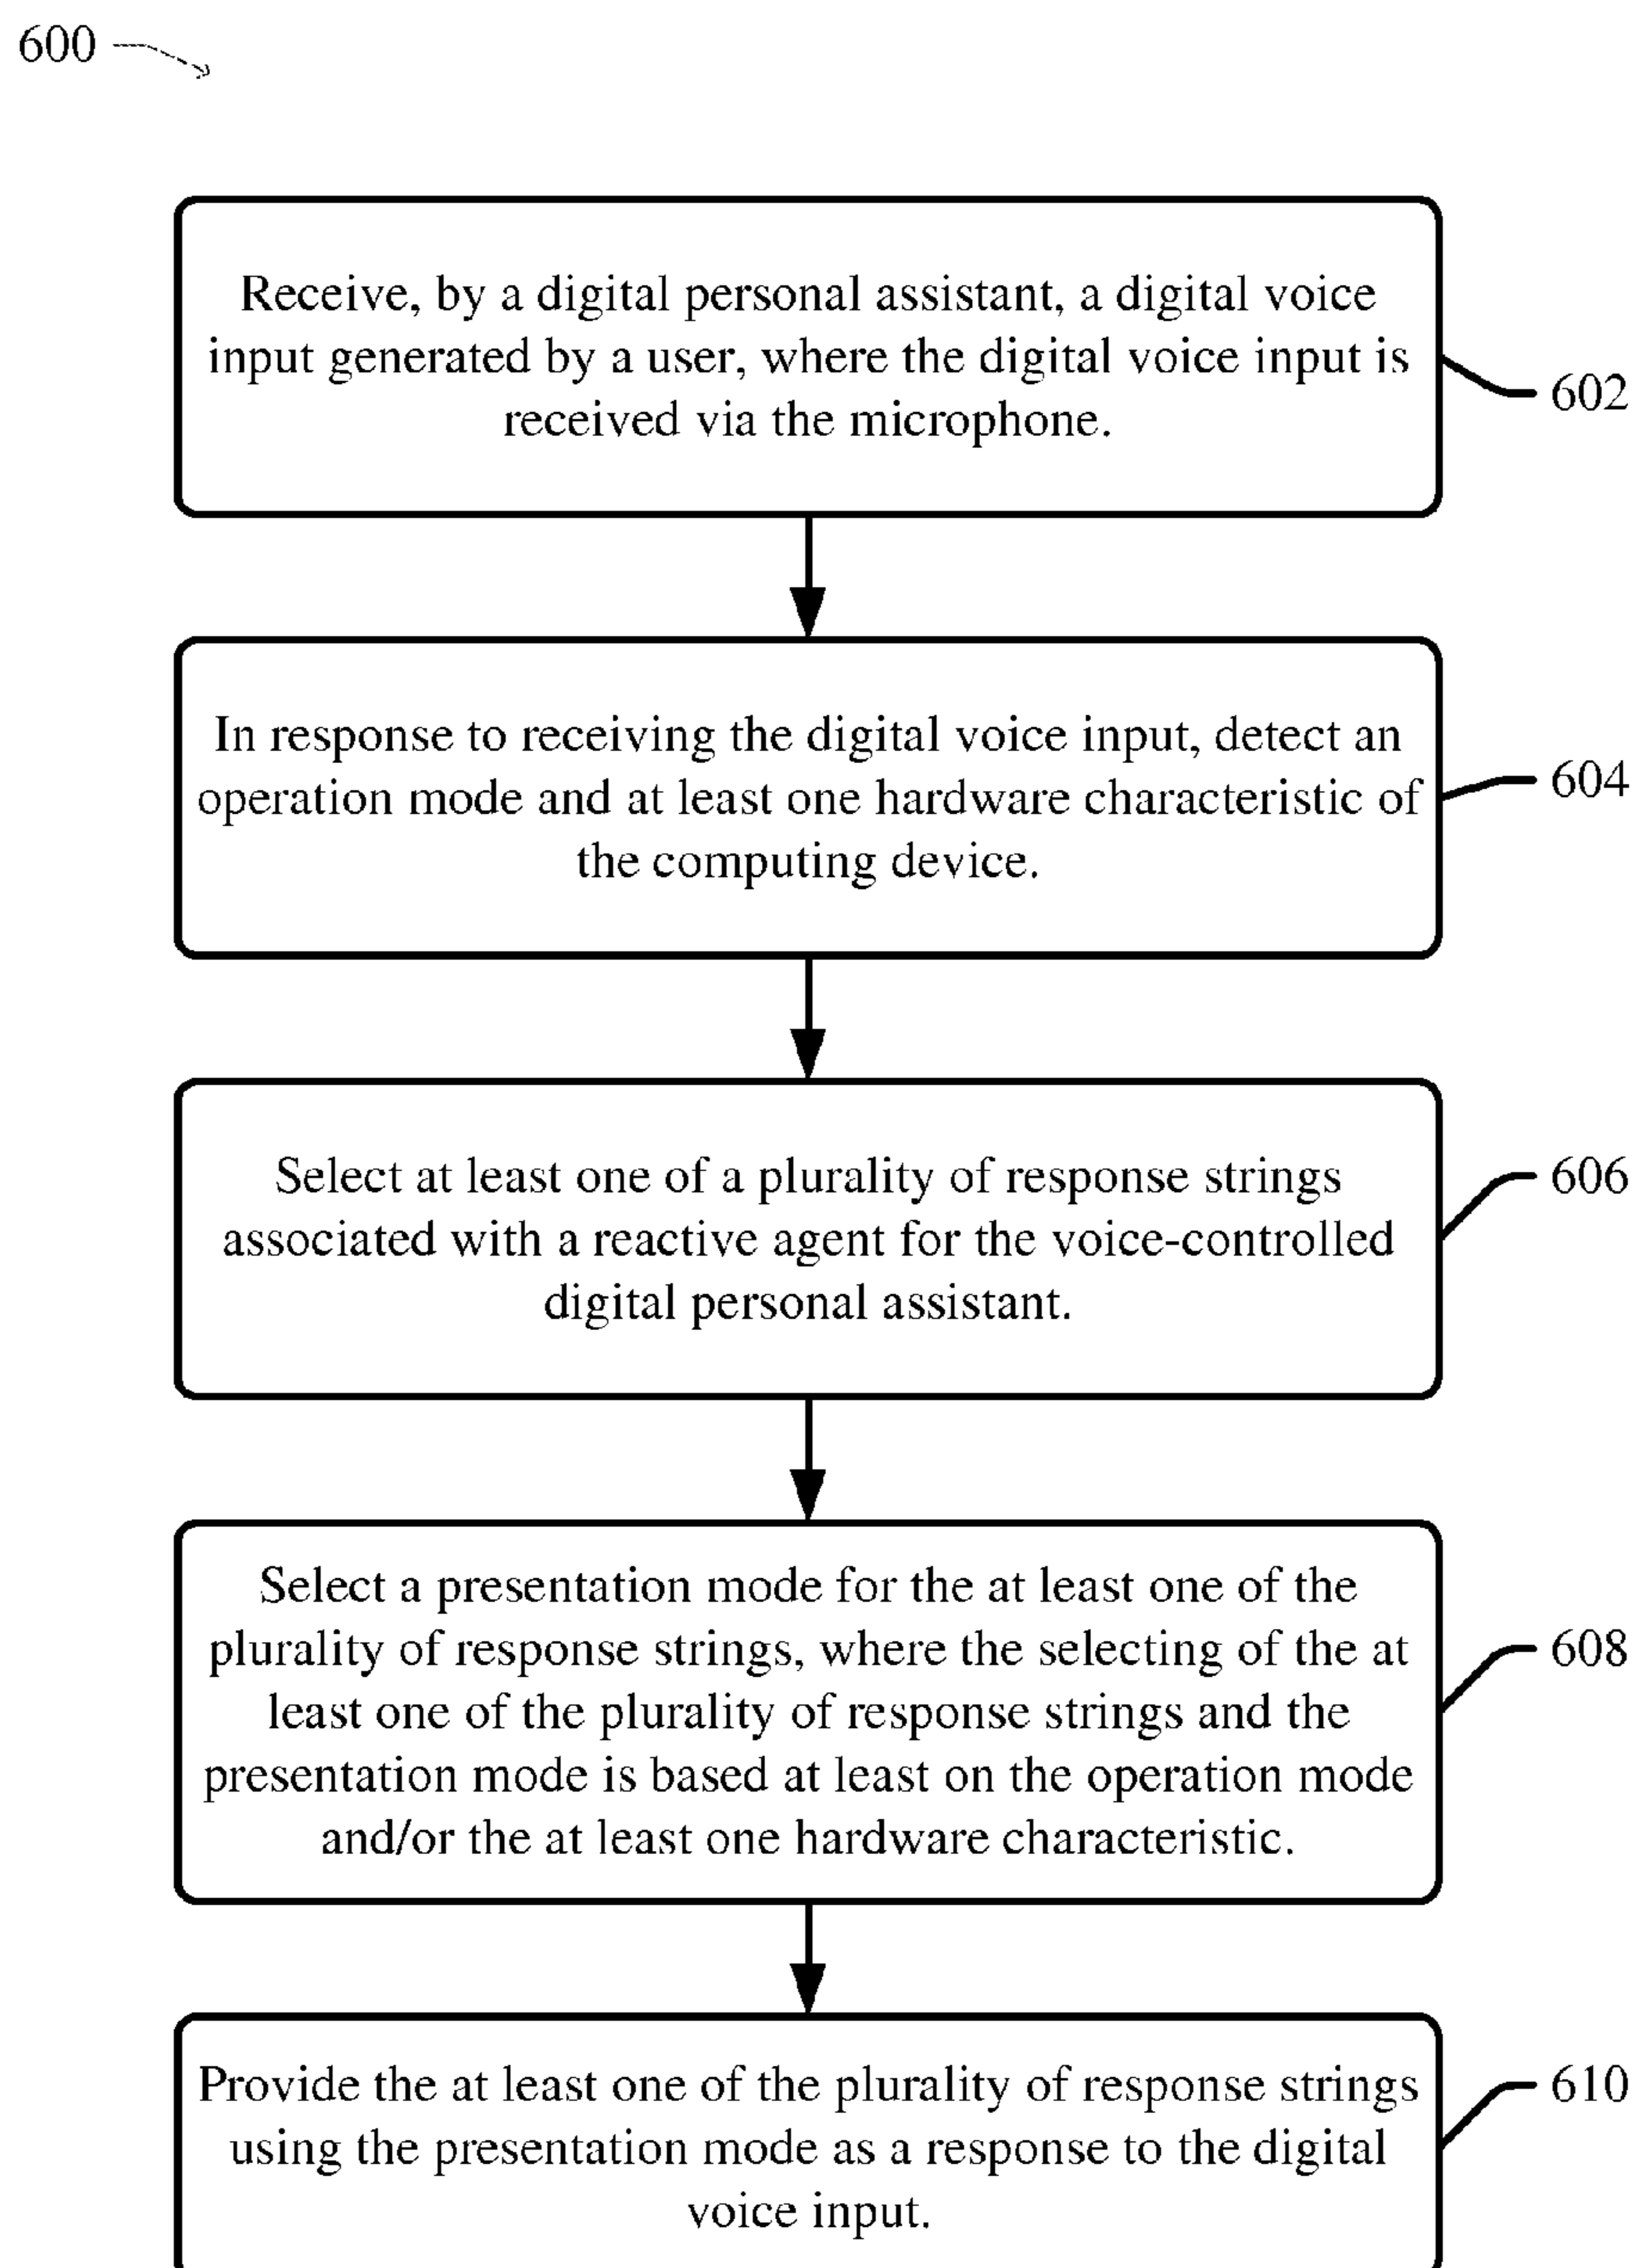 600
Receive, by a digital personal assistant, a digital voice
input generated by a user, where the digital voice input is
received via the microphone.
602
In response to receiving the digital voice input, detect an
operation mode and at least one hardware characteristic of
the computing device.
604
Select at least one of a plurality of response strings
associated with a reactive agent for the voice-controlled
digital personal assistant.
606
Select a presentation mode for the at least one of the
plurality of response strings, where the selecting of the at
least one of the plurality of response strings and the
presentation mode is based at least on the operation mode
and/or the at least one hardware characteristic.
608
Provide the at least one of the plurality of response strings
using the presentation mode as a response to the digital
voice input.
610